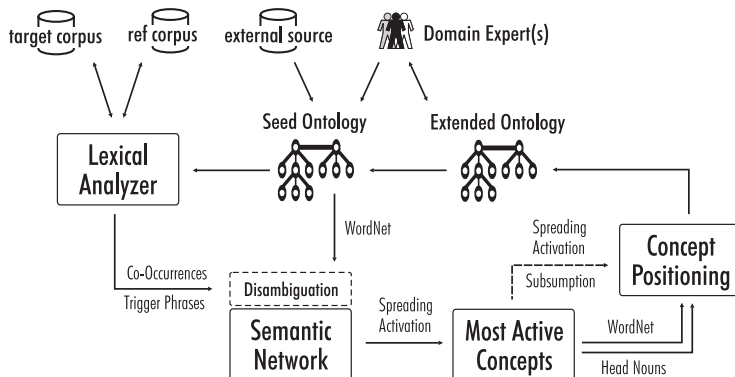 target corpus
ref corpus
external source
Domain Expert(s)
Seed Ontology
Extended Ontology
Lexical
Analyzer
WordNet
Spreading
Activation
Subsumption
Concept
Positioning
Co-Occurrences
Trigger Phrases
Disambiguation
Semantic
Network
Spreading
Activation
Most Active
Concepts
WordNet
Head Nouns